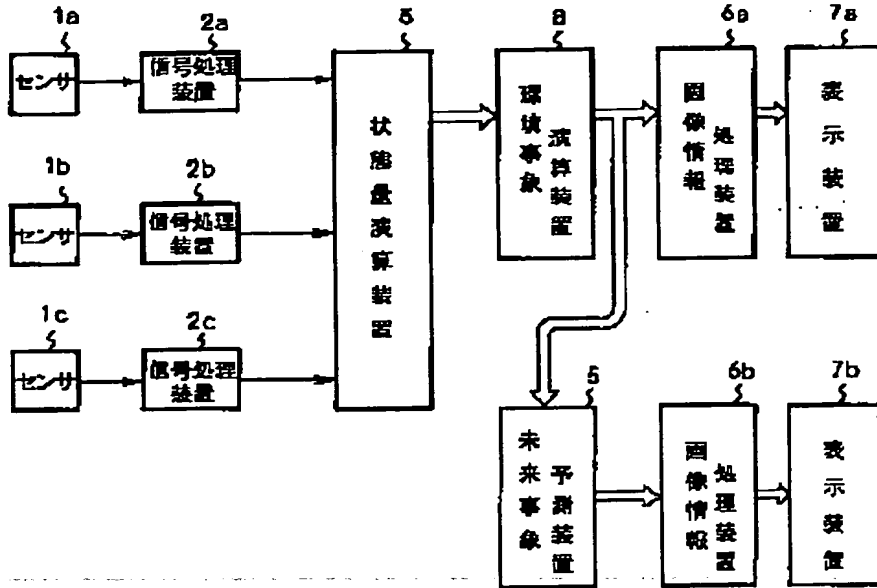 1a
2a
6a
7a
センサ
信号処理
装置
状態量演算装置
環境事象
演算装置
画像情報
処理装置
表示装置
1b
2b
センサ
信号処理
装置
1c
2c
センサ
信号処理
装置
5
6b
7b
未来事象
予測装置
画像情報
処理装置
表示装置